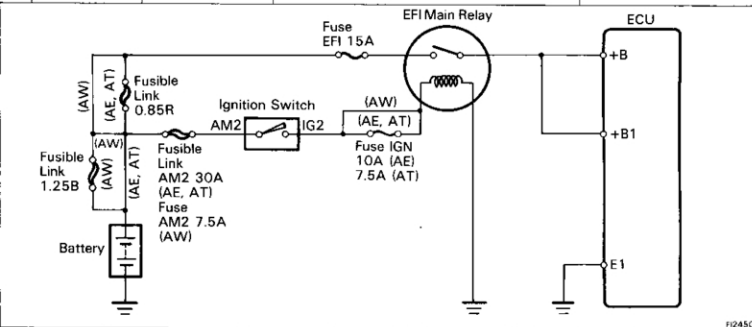 EFI Main Relay
ECU
Fuse
EFI 15A
+B
(AW)
(AE, AT)
Fusible
Link
0.85R
Ignition Switch
AM2
IG2
(AW)
(AE, AT)
Fuse IGN
10A (AE)
7.5A (AT)
+B1
(AW)
Fusible
Link
1.25B
(AW)
(AE, AT)
Fusible
Link
AM2 30A
(AE, AT)
Fuse
AM2 7.5A
(AW)
Battery
E1
FI2450